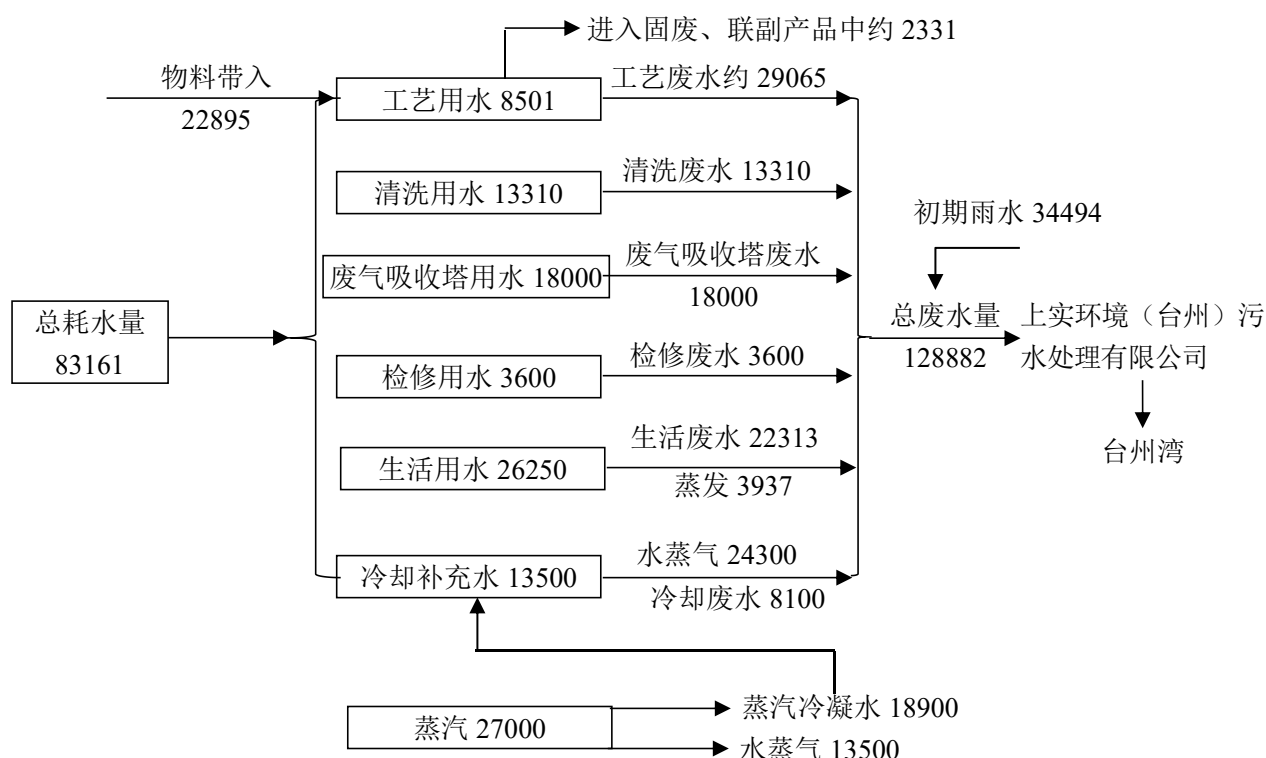 进入固废、联副产品中约 2331
物料带入
22895
工艺用水 8501
工艺废水约 29065
清洗用水 13310
清洗废水 13310
初期雨水 34494
废气吸收塔用水 18000
废气吸收塔废水
18000
总耗水量
83161
总废水量
128882
上实环境（台州）污
水处理有限公司
检修用水 3600
检修废水 3600
生活用水 26250
生活废水 22313
蒸发 3937
台州湾
冷却补充水 13500
水蒸气 24300
冷却废水 8100
蒸汽 27000
蒸汽冷凝水 18900
水蒸气 13500